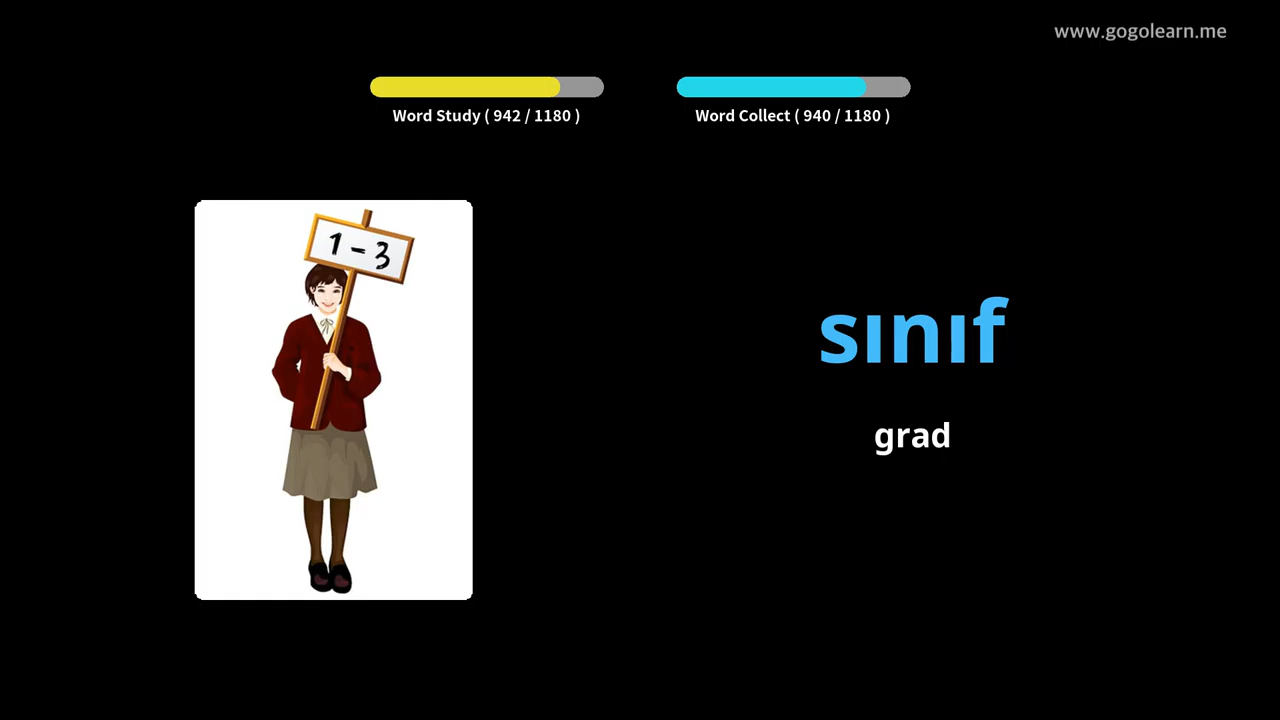 www.gogolearn.me
Word Study ( 942 / 1180 )
Word Collect ( 940 / 1180 )
1 - 3
sınıf
grad